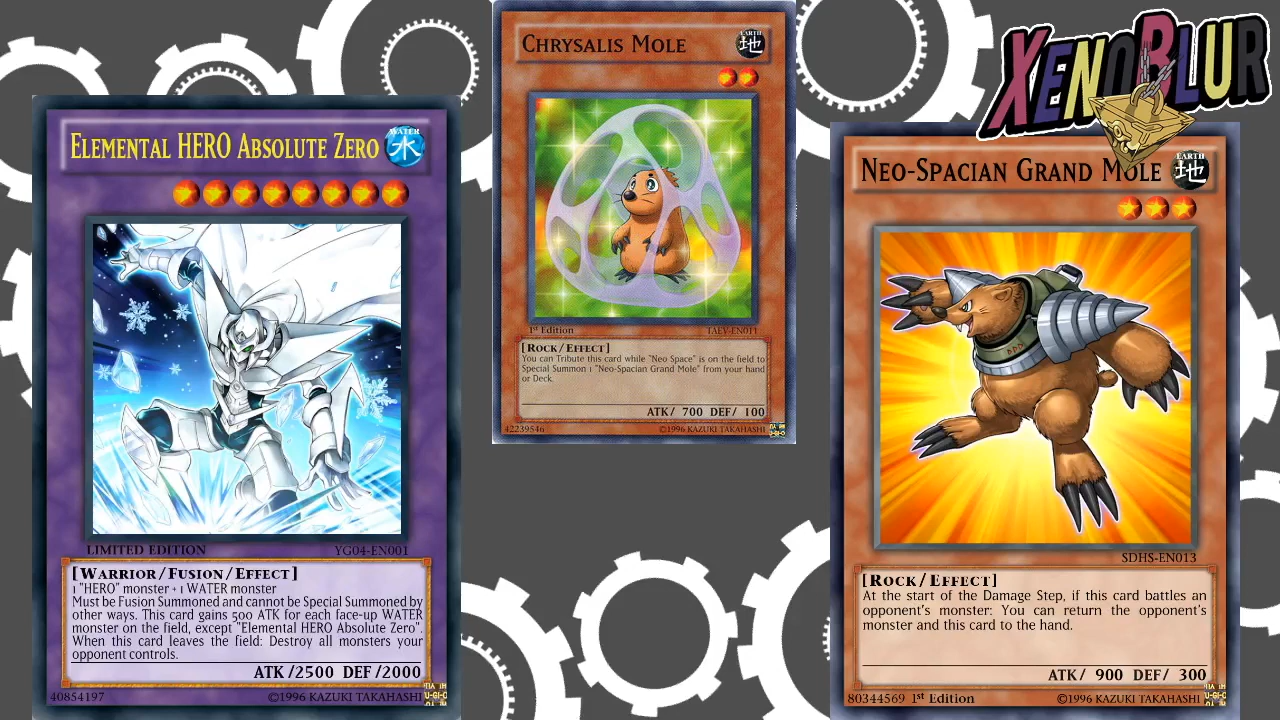 ELEMENTAL HERO ABSOLUTE ZERO
WATER
水
LIMITED EDITION
YG04-EN001
[WARRIOR/FUSION/EFFECT]
1 "HERO" monster + 1 WATER monster
Must be Fusion Summoned and cannot be Special Summoned by
other ways. This card gains 500 ATK for each face-up WATER
monster on the field, except "Elemental HERO Absolute Zero".
When this card leaves the field: Destroy all monsters your
opponent controls.
ATK/2500 DEF/2000
40854197
©1996 KAZUKI TAKAHASHI
CHRYSALIS MOLE
EARTH
地
1st Edition
TAEV-EN011
[ROCK/EFFECT]
You can Tribute this card while "Neo Space" is on the field to
Special Summon 1 "Neo-Spacian Grand Mole" from your hand
or Deck.
ATK/ 700 DEF/ 100
42239546
©1996 KAZUKI TAKAHASHI
XENOBLUR
NEO-SPACIAN GRAND MOLE
EARTH
地
SDHS-EN013
[ROCK/EFFECT]
At the start of the Damage Step, if this card battles an
opponent's monster: You can return the opponent's
monster and this card to the hand.
ATK/ 900 DEF/ 300
80344569 1st Edition
©1996 KAZUKI TAKAHASHI